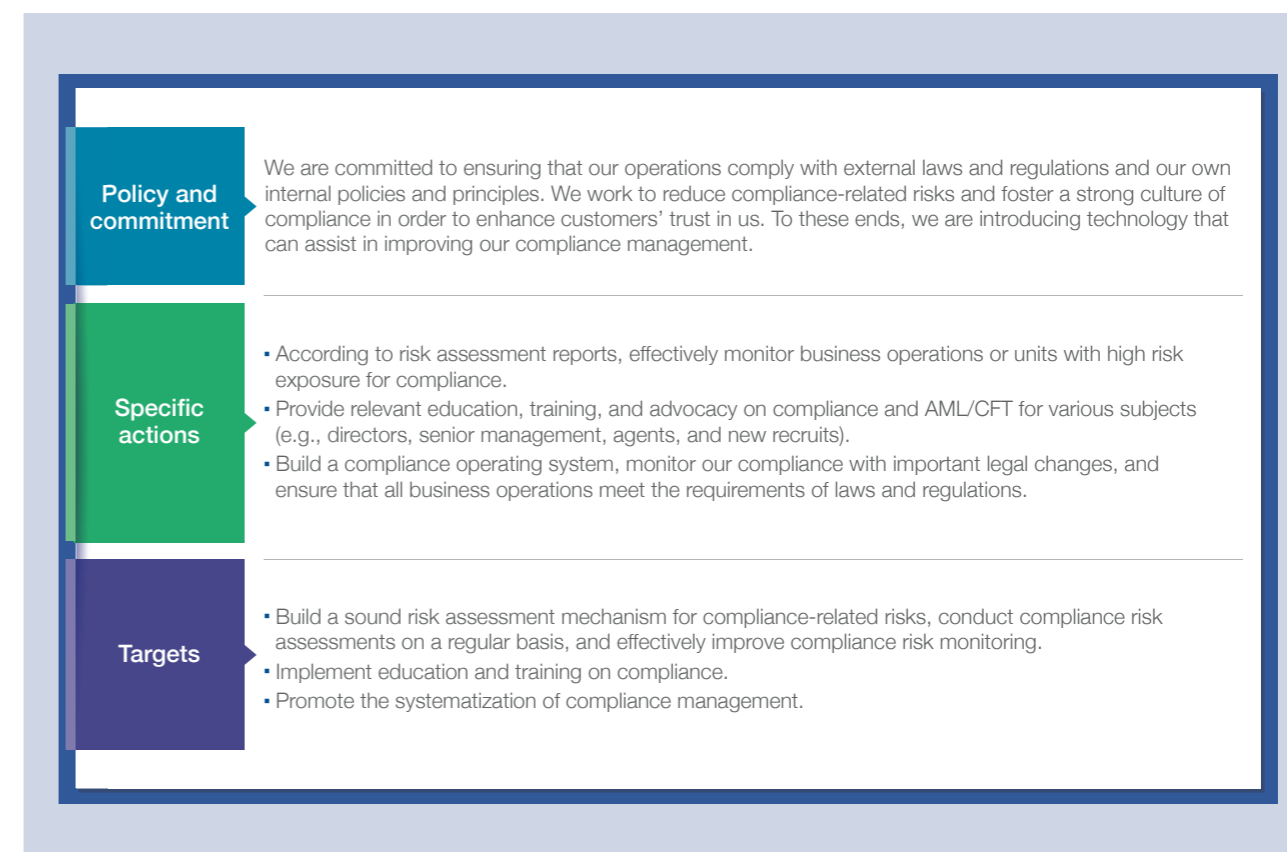 Policy and
commitment
We are committed to ensuring that our operations comply with external laws and regulations and our own
internal policies and principles. We work to reduce compliance-related risks and foster a strong culture of
compliance in order to enhance customers’ trust in us. To these ends, we are introducing technology that
can assist in improving our compliance management.
Specific
actions
▪ According to risk assessment reports, effectively monitor business operations or units with high risk
exposure for compliance.
▪ Provide relevant education, training, and advocacy on compliance and AML/CFT for various subjects
(e.g., directors, senior management, agents, and new recruits).
▪ Build a compliance operating system, monitor our compliance with important legal changes, and
ensure that all business operations meet the requirements of laws and regulations.
Targets
▪ Build a sound risk assessment mechanism for compliance-related risks, conduct compliance risk
assessments on a regular basis, and effectively improve compliance risk monitoring.
▪ Implement education and training on compliance.
▪ Promote the systematization of compliance management.